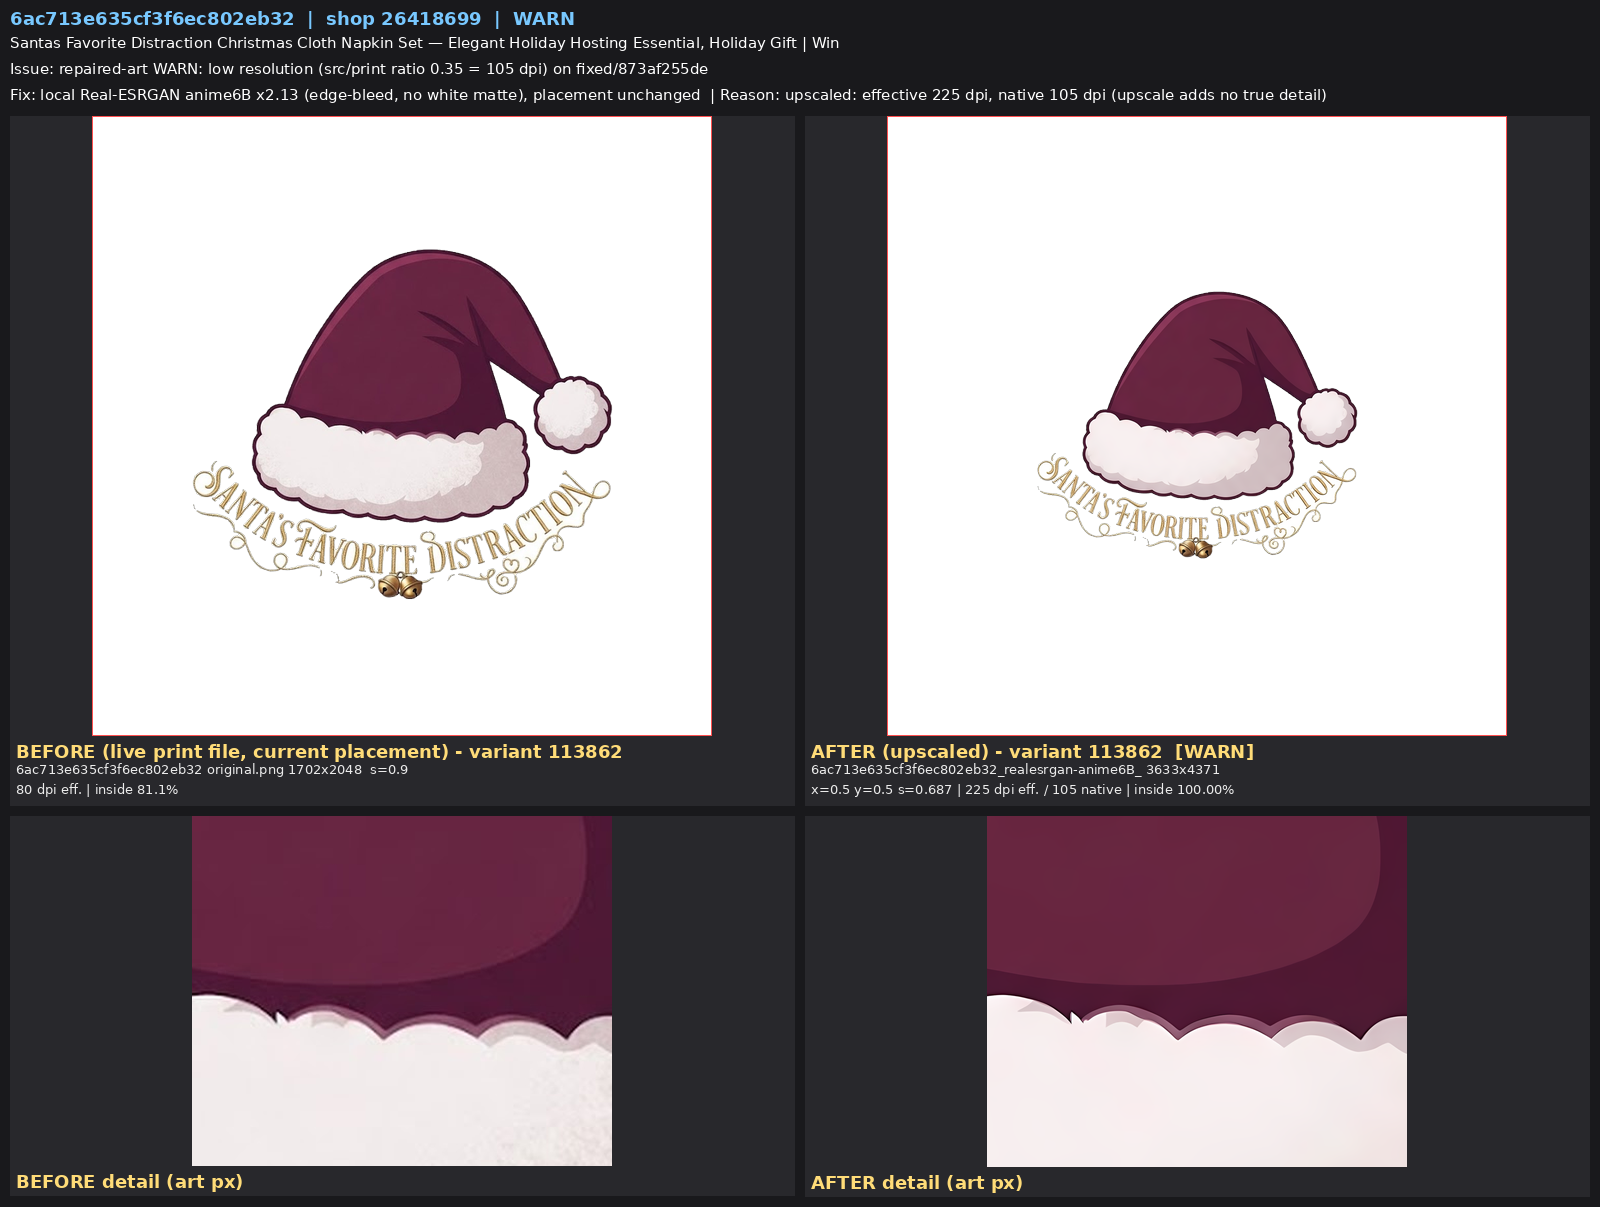 6ac713e635cf3f6ec802eb32 | shop 26418699 | WARN
Santas Favorite Distraction Christmas Cloth Napkin Set — Elegant Holiday Hosting Essential, Holiday Gift | Win
Issue: repaired-art WARN: low resolution (src/print ratio 0.35 = 105 dpi) on fixed/873af255de
Fix: local Real-ESRGAN anime6B x2.13 (edge-bleed, no white matte), placement unchanged | Reason: upscaled: effective 225 dpi, native 105 dpi (upscale adds no true detail)
SANTA'S FAVORITE DISTRACTION
SANTA'S FAVORITE DISTRACTION
BEFORE (live print file, current placement) - variant 113862
6ac713e635cf3f6ec802eb32 original.png 1702x2048 s=0.9
80 dpi eff. | inside 81.1%
AFTER (upscaled) - variant 113862 [WARN]
6ac713e635cf3f6ec802eb32_realesrgan-anime6B_ 3633x4371
x=0.5 y=0.5 s=0.687 | 225 dpi eff. / 105 native | inside 100.00%
BEFORE detail (art px)
AFTER detail (art px)